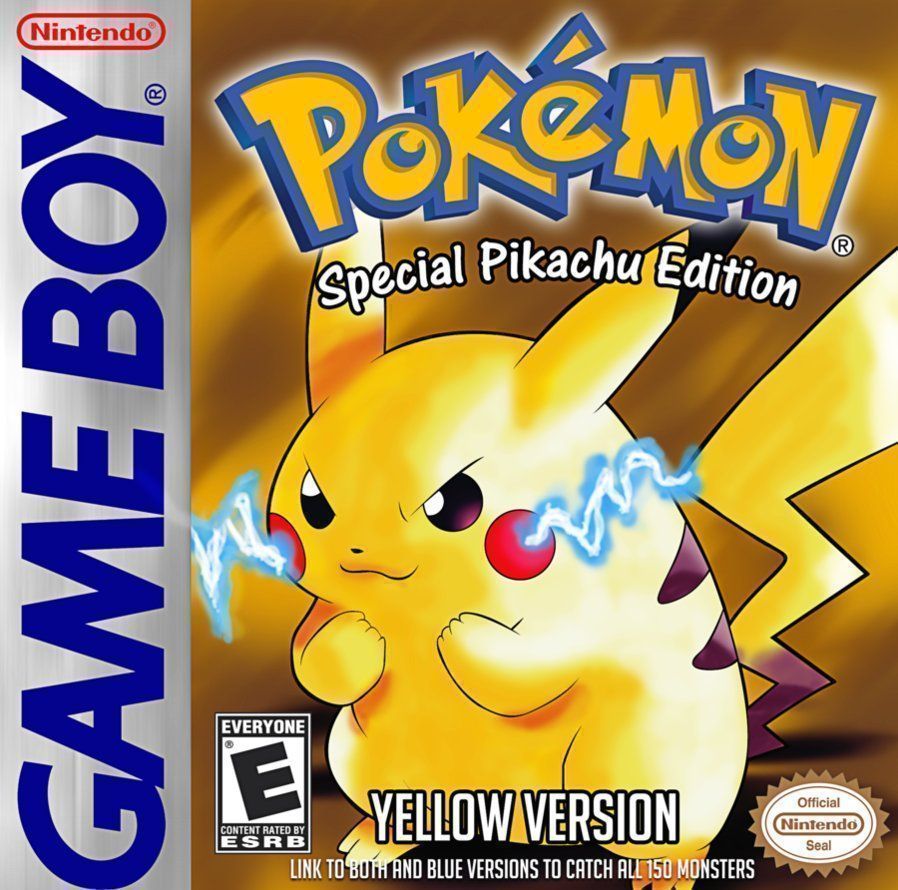 Nintendo®
GAME BOY®
POKéMON®
Special Pikachu Edition
EVERYONE
®
E
CONTENT RATED BY
ESRB
YELLOW VERSION
LINK TO BOTH AND BLUE VERSIONS TO CATCH ALL 150 MONSTERS
Official
Nintendo
Seal